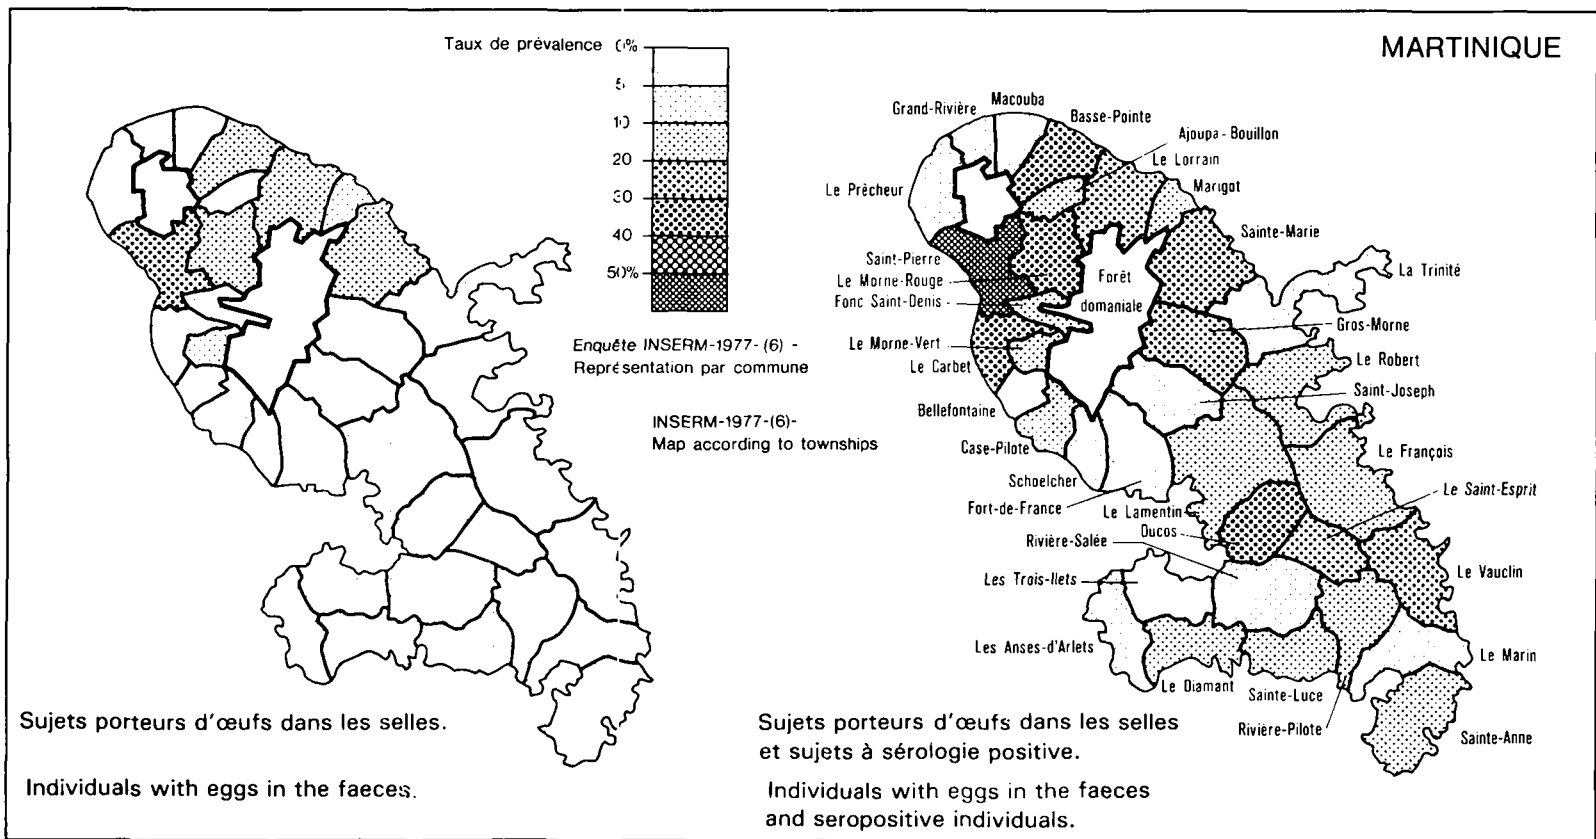 MARTINIQUE
Taux de prévalence 0%
5
10
20
30
40
50%
Enquête INSERM-1977-(6) -
Représentation par commune
INSERM-1977-(6)-
Map according to townships
Sujets porteurs d'œufs dans les selles.
Individuals with eggs in the faeces.
Grand-Rivière
Macouba
Basse-Pointe
Ajoupa-Bouillon
Le Lorrain
Marigot
Le Prêcheur
Sainte-Marie
Saint-Pierre
La Trinité
Le Morne-Rouge
Forêt
domaniale
Fonc Saint-Denis
Gros-Morne
Le Morne-Vert
Le Robert
Le Carbet
Saint-Joseph
Bellefontaine
Case-Pilote
Le François
Schoelcher
Le Saint-Esprit
Fort-de-France
Le Lamentin
Ducos
Rivière-Salée
Le Vauclin
Les Trois-Ilets
Les Anses-d'Arlets
Le Marin
Le Diamant
Sainte-Luce
Rivière-Pilote
Sainte-Anne
Sujets porteurs d'œufs dans les selles
et sujets à sérologie positive.
Individuals with eggs in the faeces
and seropositive individuals.